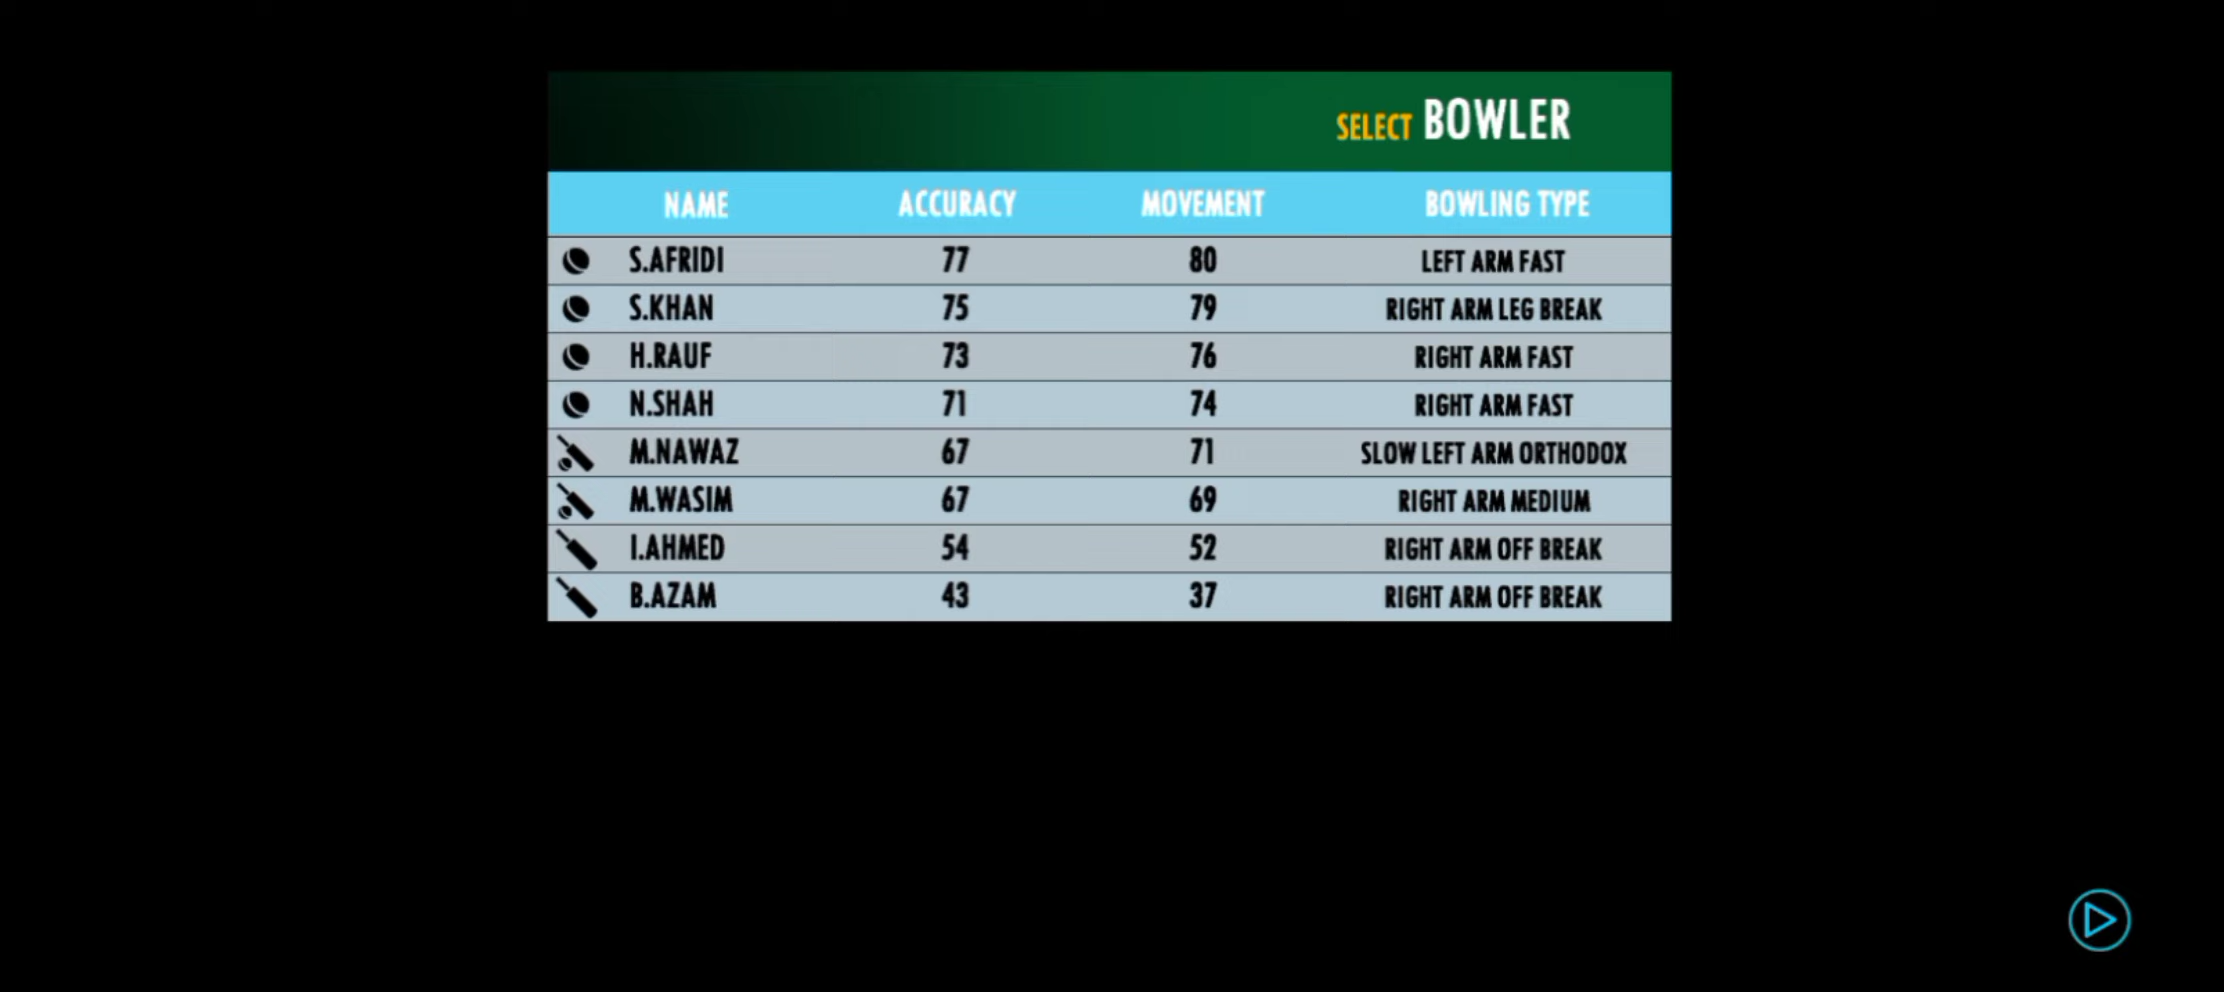 SELECT BOWLER
NAME ACCURACY MOVEMENT BOWLING TYPE
S.AFRIDI 77 80 LEFT ARM FAST
S.KHAN 75 79 RIGHT ARM LEG BREAK
H.RAUF 73 76 RIGHT ARM FAST
N.SHAH 71 74 RIGHT ARM FAST
M.NAWAZ 67 71 SLOW LEFT ARM ORTHODOX
M.WASIM 67 69 RIGHT ARM MEDIUM
I.AHMED 54 52 RIGHT ARM OFF BREAK
B.AZAM 43 37 RIGHT ARM OFF BREAK